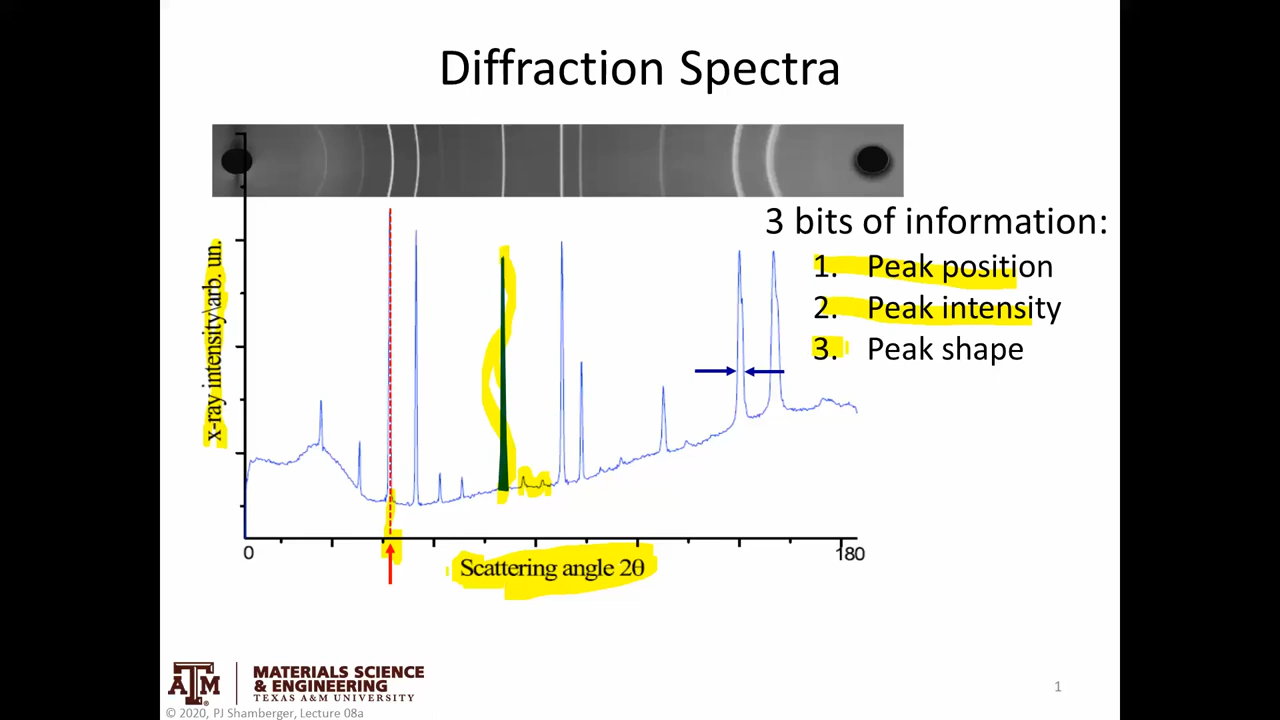 Diffraction Spectra
3 bits of information:
1. Peak position
2. Peak intensity
3. Peak shape
x-ray intensity\arb. un.
0
180
Scattering angle 2θ
ATM
MATERIALS SCIENCE
& ENGINEERING
TEXAS A&M UNIVERSITY
© 2020, PJ Shamberger, Lecture 08a
1